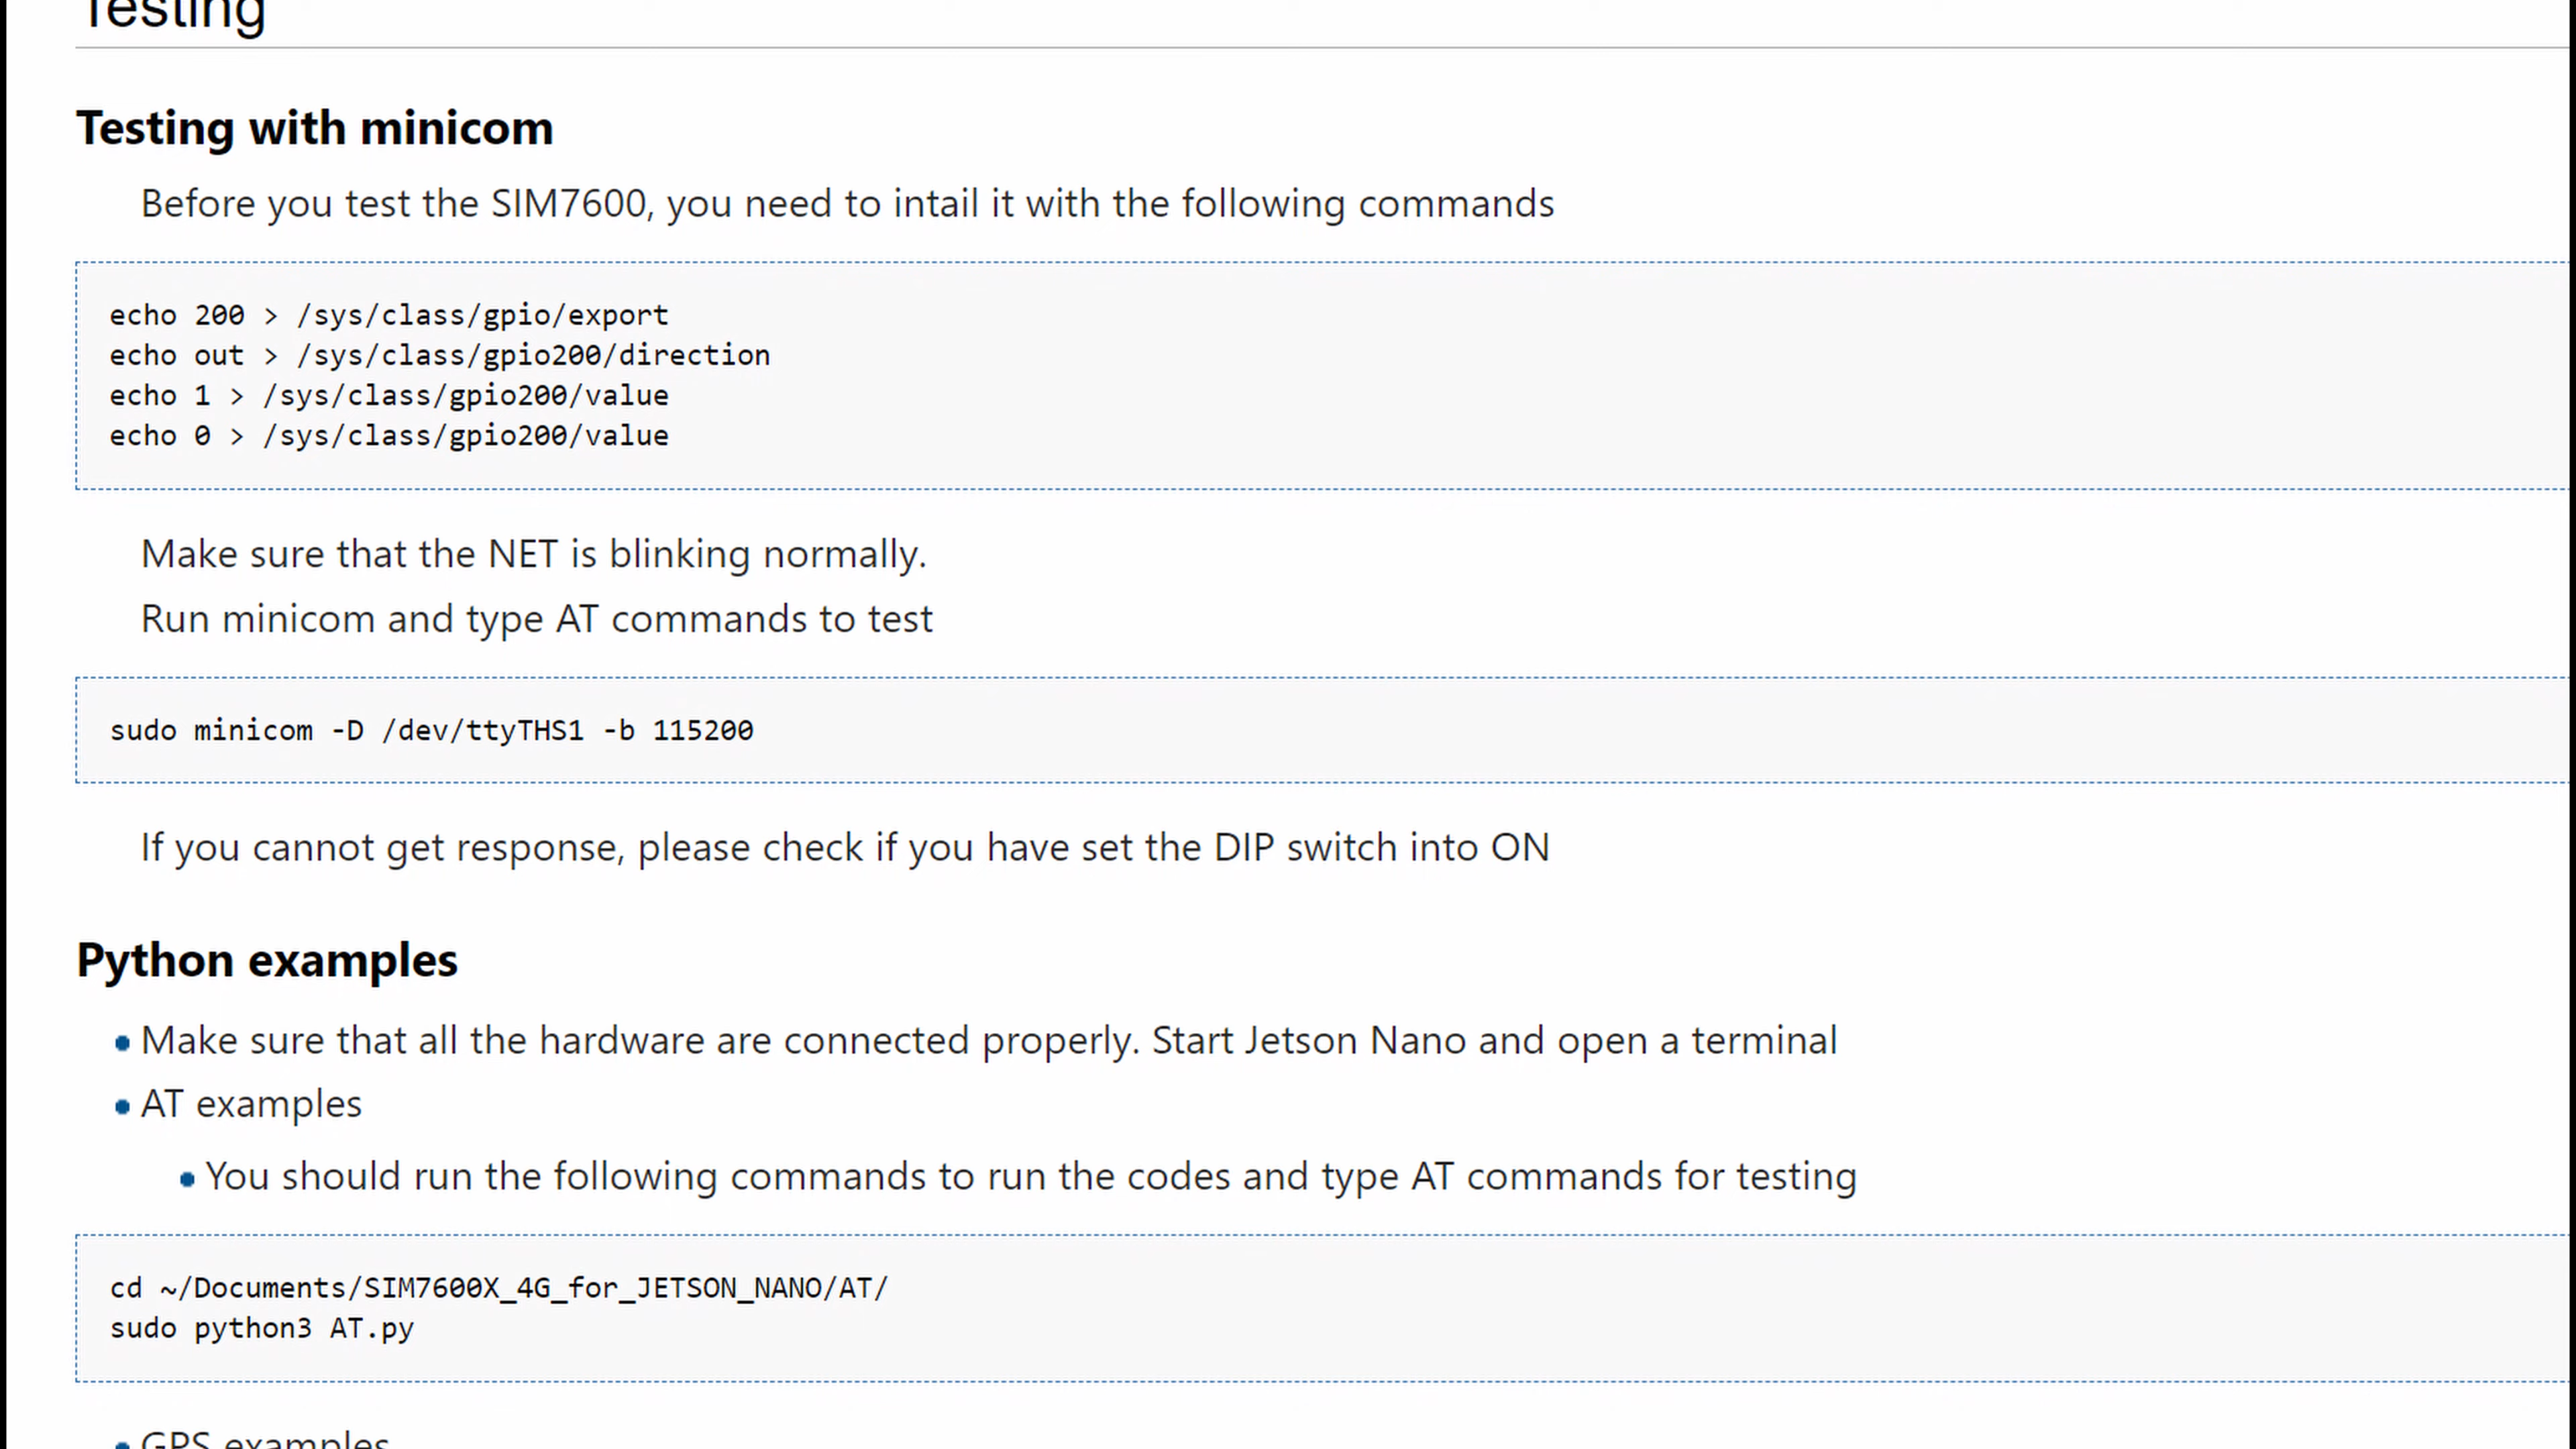 Testing
Testing with minicom
Before you test the SIM7600, you need to intail it with the following commands
echo 200 > /sys/class/gpio/export
echo out > /sys/class/gpio200/direction
echo 1 > /sys/class/gpio200/value
echo 0 > /sys/class/gpio200/value
Make sure that the NET is blinking normally.
Run minicom and type AT commands to test
sudo minicom -D /dev/ttyTHS1 -b 115200
If you cannot get response, please check if you have set the DIP switch into ON
Python examples
Make sure that all the hardware are connected properly. Start Jetson Nano and open a terminal
AT examples
You should run the following commands to run the codes and type AT commands for testing
cd ~/Documents/SIM7600X_4G_for_JETSON_NANO/AT/
sudo python3 AT.py
GPS examples